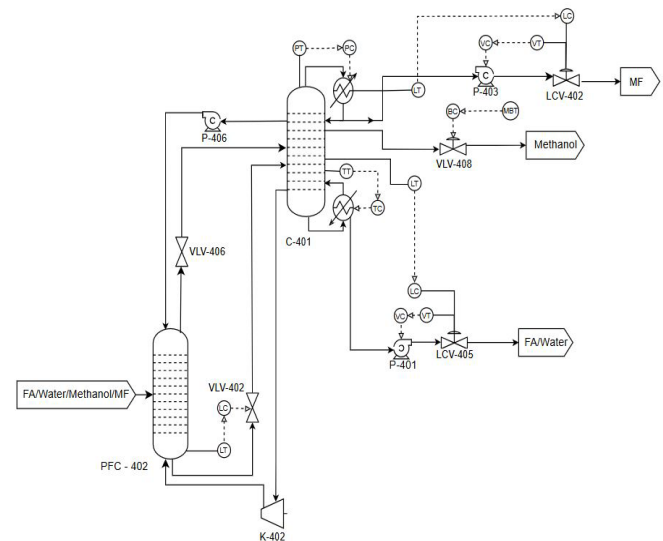 LC
PT
PC
VC
VT
C
P-403
LCV-402
MF
LT
C
P-406
BC
MBT
VLV-408
Methanol
TT
TC
LT
C-401
VLV-406
LC
VC
VT
C
P-401
LCV-405
FA/Water
FA/Water/Methanol/MF
VLV-402
LC
LT
PFC - 402
K-402